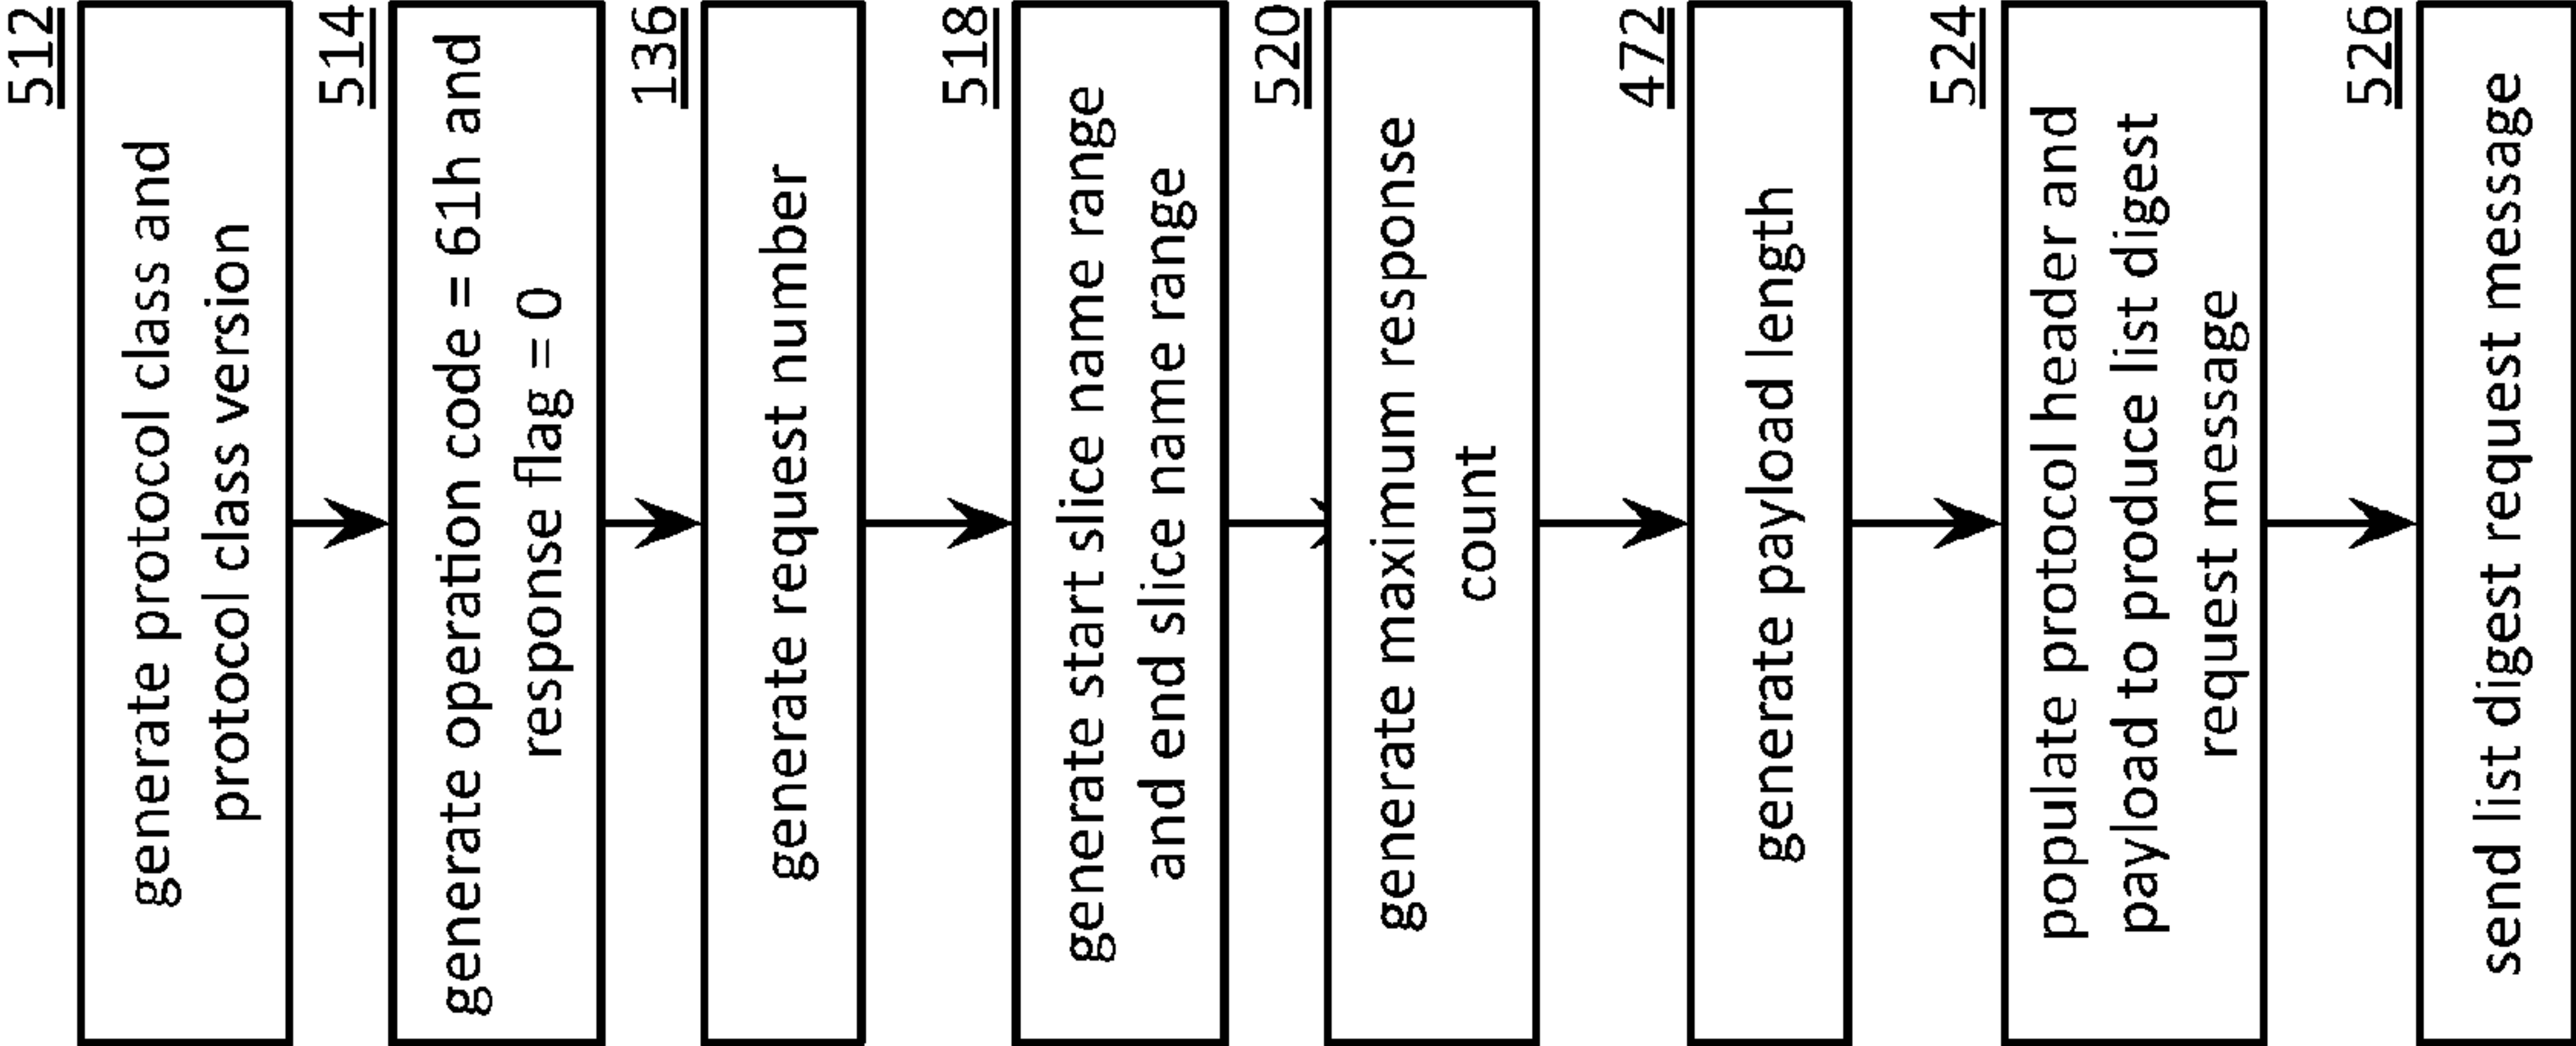 512
generate protocol class and
protocol class version
514
generate operation code = 61h and
response flag = 0
136
generate request number
518
generate start slice name range
and end slice name range
520
generate maximum response
count
472
generate payload length
524
populate protocol header and
payload to produce list digest
request message
526
send list digest request message